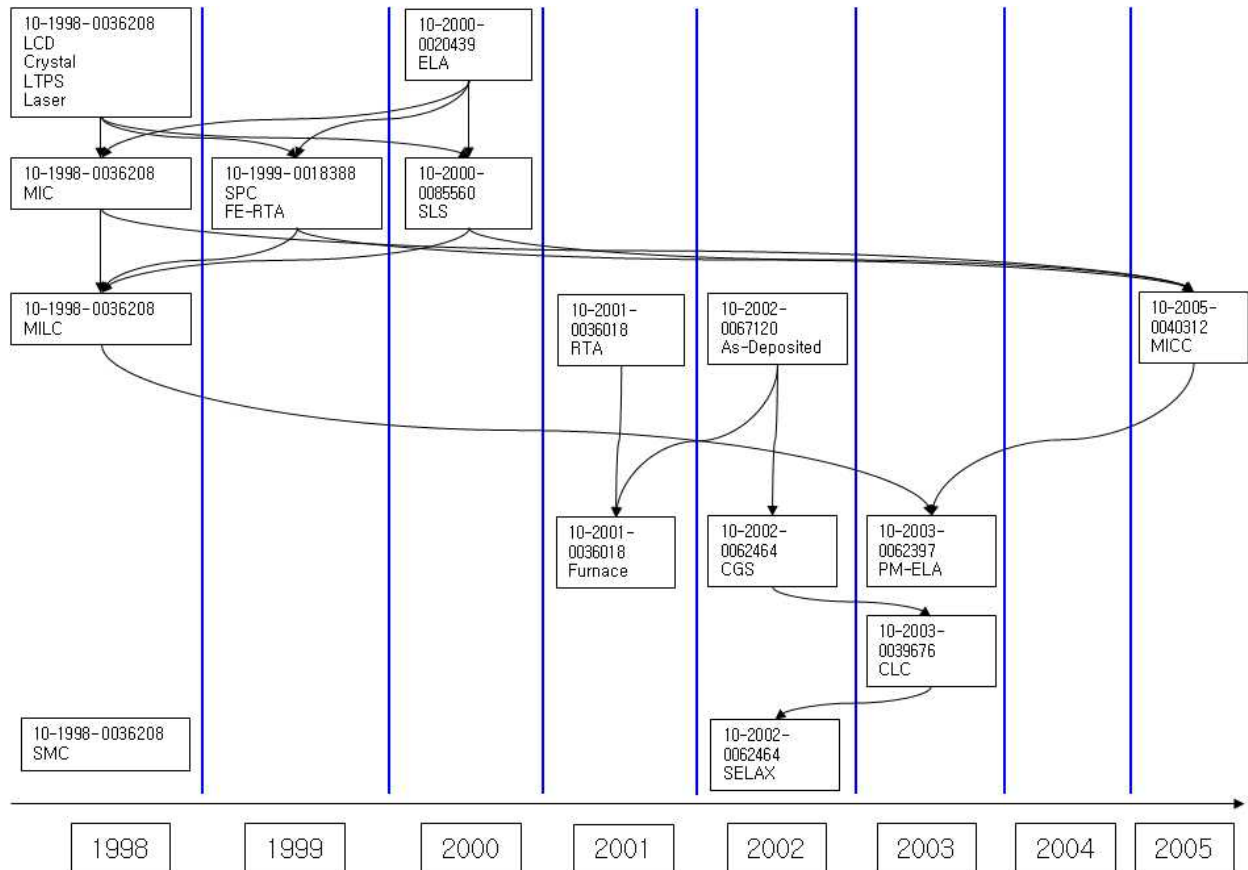 10-1998-0036208
LCD
Crystal
LTPS
Laser
10-2000-
0020439
ELA
10-1998-0036208
MIC
10-1999-0018388
SPC
FE-RTA
10-2000-
0085560
SLS
10-1998-0036208
MILC
10-2001-
0036018
RTA
10-2002-
0067120
As-Deposited
10-2005-
0040312
MICC
10-2001-
0036018
Furnace
10-2002-
0062464
CGS
10-2003-
0062397
PM-ELA
10-2003-
0039676
CLC
10-1998-0036208
SMC
10-2002-
0062464
SELAX
1998
1999
2000
2001
2002
2003
2004
2005